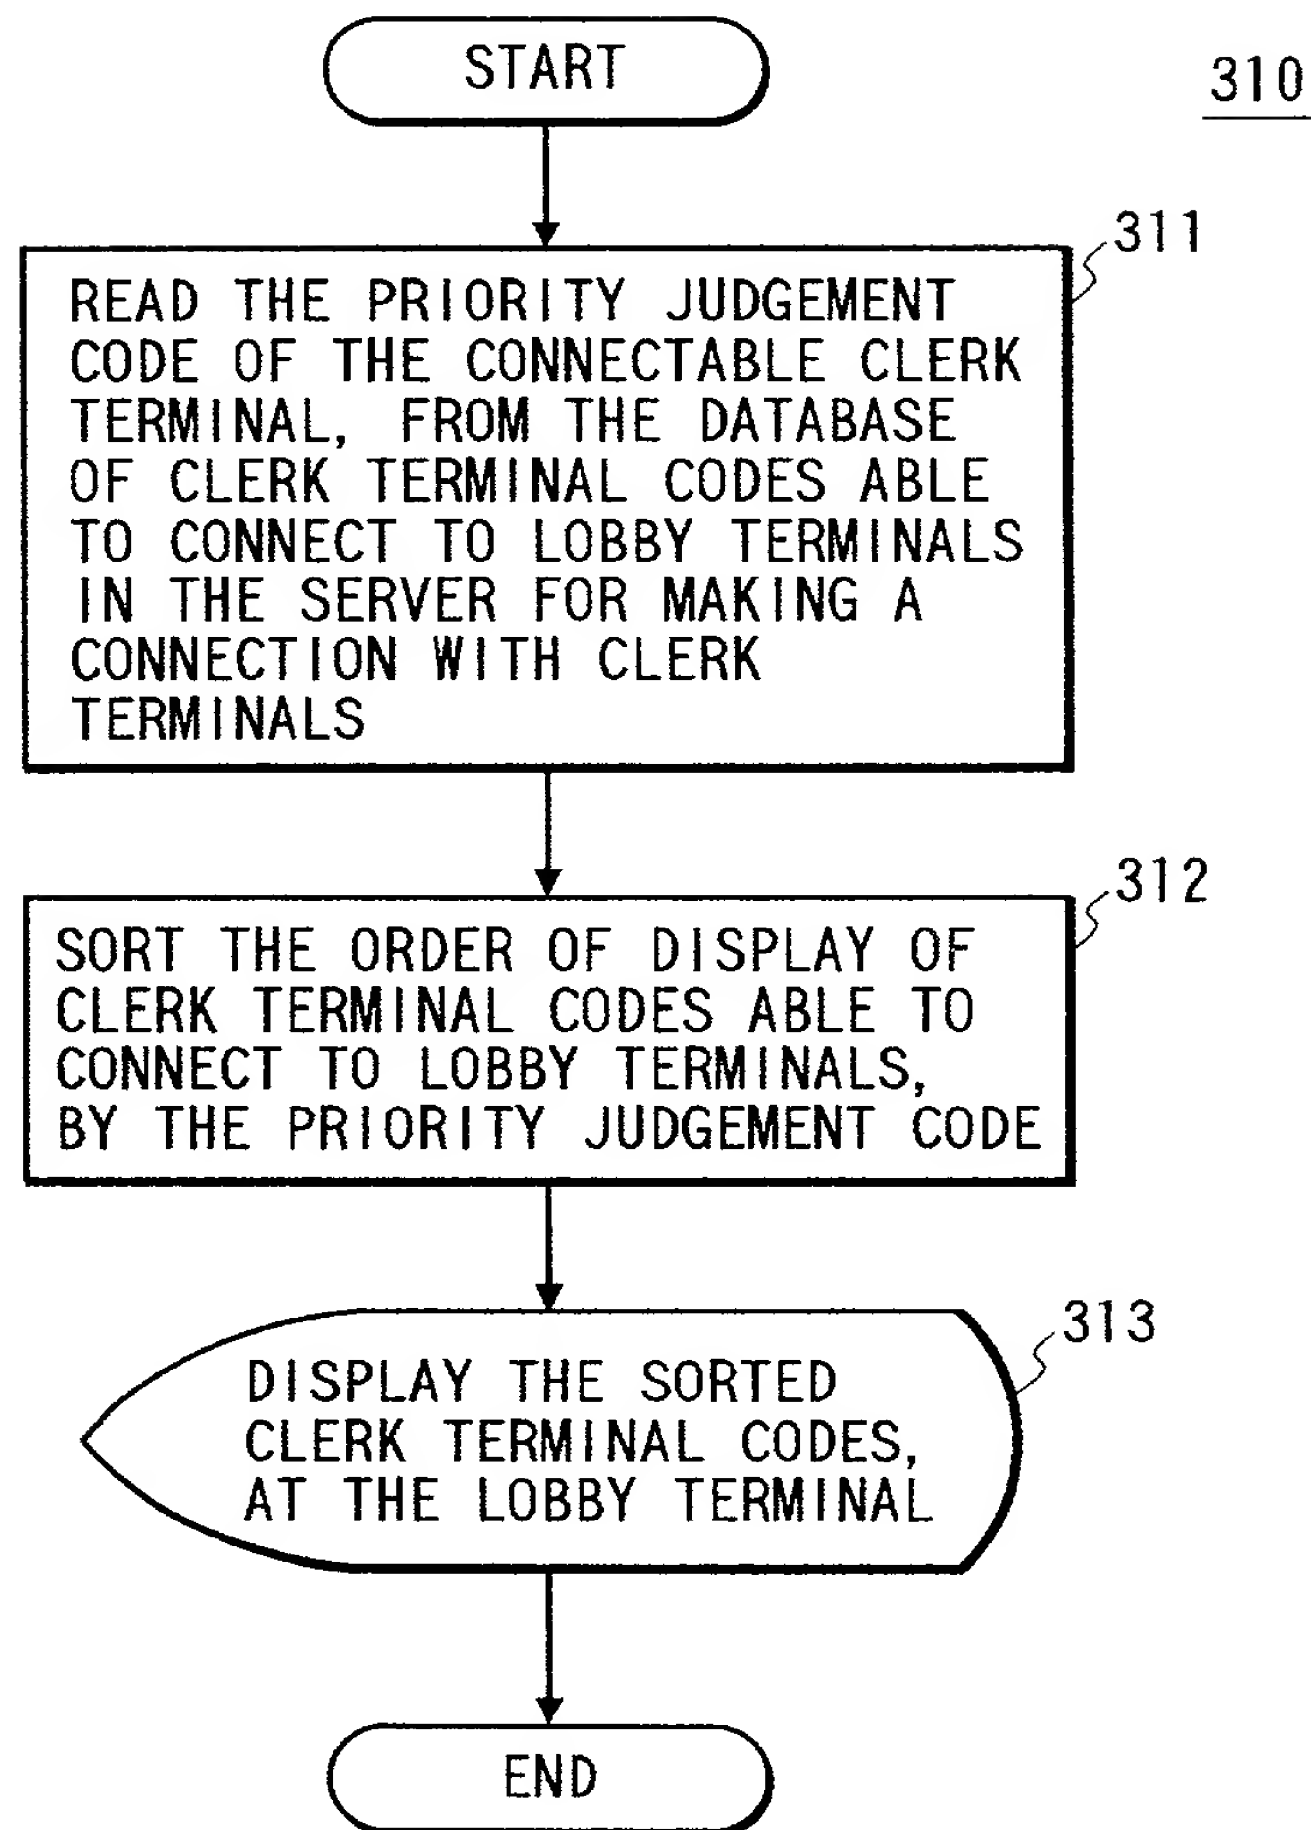 START
310
311
READ THE PRIORITY JUDGEMENT
CODE OF THE CONNECTABLE CLERK
TERMINAL, FROM THE DATABASE
OF CLERK TERMINAL CODES ABLE
TO CONNECT TO LOBBY TERMINALS
IN THE SERVER FOR MAKING A
CONNECTION WITH CLERK
TERMINALS
312
SORT THE ORDER OF DISPLAY OF
CLERK TERMINAL CODES ABLE TO
CONNECT TO LOBBY TERMINALS,
BY THE PRIORITY JUDGEMENT CODE
313
DISPLAY THE SORTED
CLERK TERMINAL CODES,
AT THE LOBBY TERMINAL
END